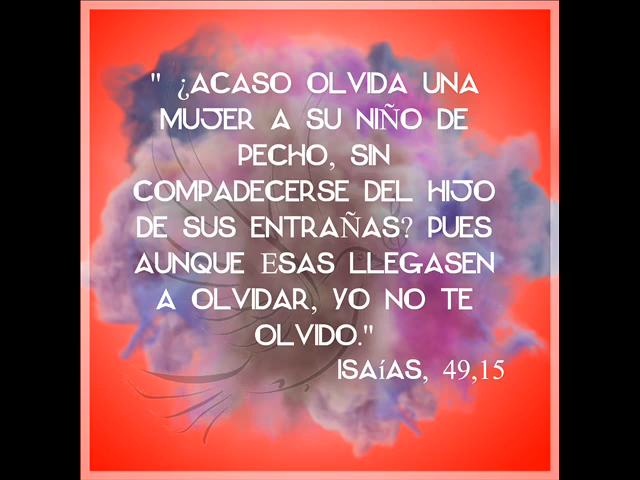 " ¿ACASO OLVIDA UNA
MUJER A SU NIÑO DE
PECHO, SIN
COMPADECERSE DEL HIJO
DE SUS ENTRAÑAS? PUES
AUNQUE ESAS LLEGASEN
A OLVIDAR, YO NO TE
OLVIDO."
ISAíAS, 49,15